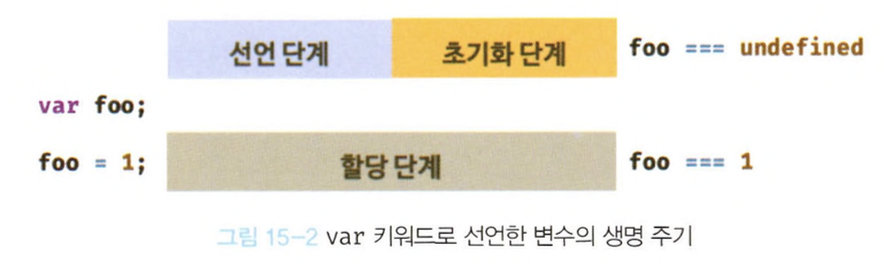 선언 단계 초기화 단계 foo === undefined
var foo;
foo = 1; 할당 단계 foo === 1
그림 15-2 var 키워드로 선언한 변수의 생명 주기